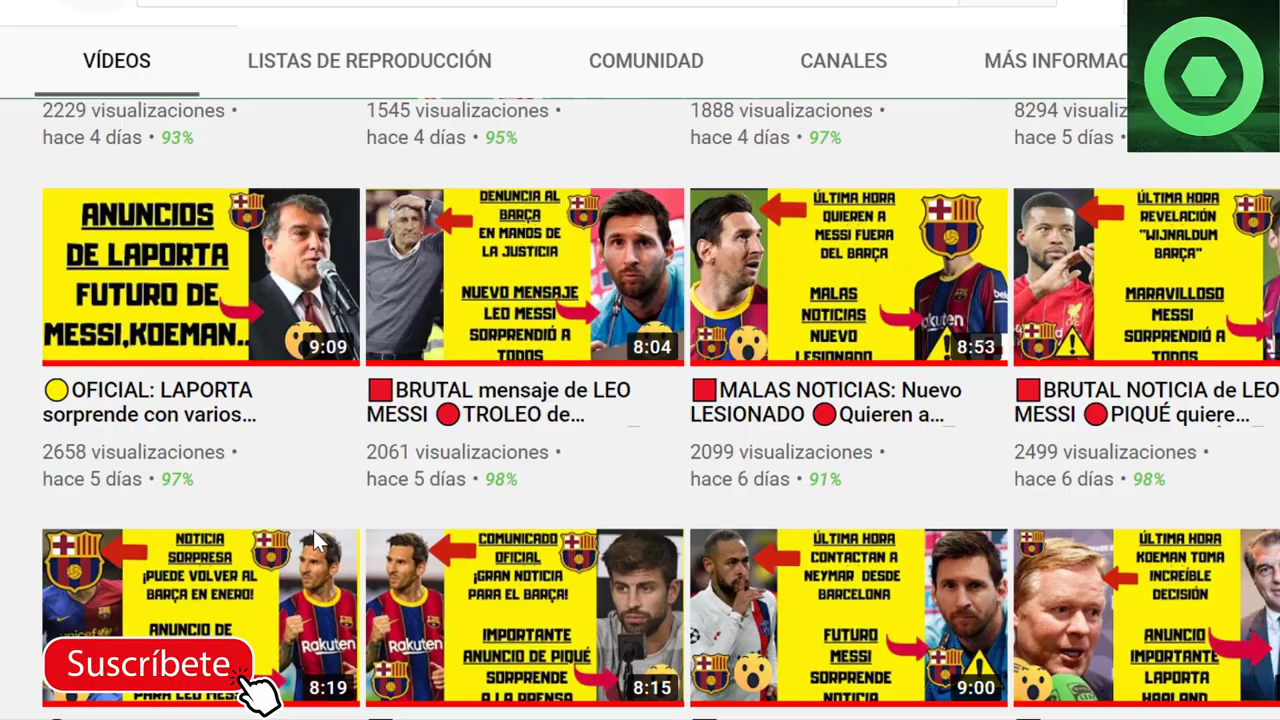 VÍDEOS
LISTAS DE REPRODUCCIÓN
COMUNIDAD
CANALES
MÁS INFORMAC
2229 visualizaciones •
hace 4 días • 93%
1545 visualizaciones •
hace 4 días • 95%
1888 visualizaciones •
hace 4 días • 97%
8294 visualiz
hace 5 días •
ANUNCIOS
DE LAPORTA
FUTURO DE
MESSI,KOEMAN..
9:09
DENUNCIA AL
BARÇA
EN MANOS DE
LA JUSTICIA
NUEVO MENSAJE
LEO MESSI
SORPRENDIÓ A
TODOS
8:04
ÚLTIMA HORA
QUIEREN A
MESSI FUERA
DEL BARÇA
MALAS
NOTICIAS
NUEVO
LESIONADO
8:53
ÚLTIMA HORA
REVELACIÓN
"WIJNALDUM
BARÇA"
MARAVILLOSO
MESSI
SORPRENDIÓ A
TODOS
OFICIAL: LAPORTA
sorprende con varios...
2658 visualizaciones •
hace 5 días • 97%
BRUTAL mensaje de LEO
MESSI TROLEO de...
2061 visualizaciones •
hace 5 días • 98%
MALAS NOTICIAS: Nuevo
LESIONADO Quieren a...
2099 visualizaciones •
hace 6 días • 91%
BRUTAL NOTICIA de LEO
MESSI PIQUÉ quiere...
2499 visualizaciones •
hace 6 días • 98%
NOTICIA
SORPRESA
¡PUEDE VOLVER AL
BARÇA EN ENERO!
ANUNCIO DE
PARA LEO MESSI
Rakuten
8:19
COMUNICADO
OFICIAL
¡GRAN NOTICIA
PARA EL BARÇA!
IMPORTANTE
ANUNCIO DE PIQUÉ
SORPRENDE
A LA PRENSA
Rakuten
8:15
ÚLTIMA HORA
CONTACTAN A
NEYMAR DESDE
BARCELONA
FUTURO
MESSI
SORPRENDE
NOTICIA
9:00
ÚLTIMA HORA
KOEMAN TOMA
INCREÍBLE
DECISIÓN
ANUNCIO
IMPORTANTE
LAPORTA
HAALAND
Suscríbete